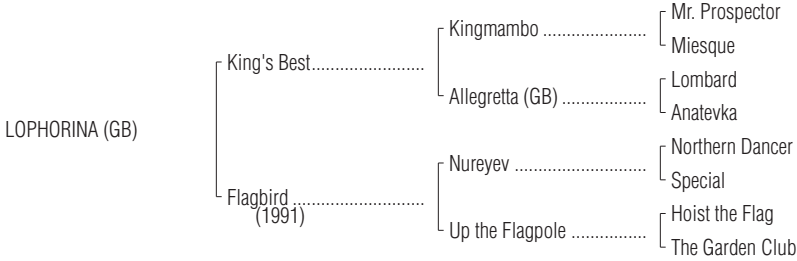 Mr. Prospector
Kingmambo ......................
Miesque
King's Best........................
Lombard
Allegretta (GB) ..................
Anatevka
LOPHORINA (GB)
Northern Dancer
Nureyev ............................
Special
Flagbird ............................
(1991)
Hoist the Flag
Up the Flagpole ................
The Garden Club